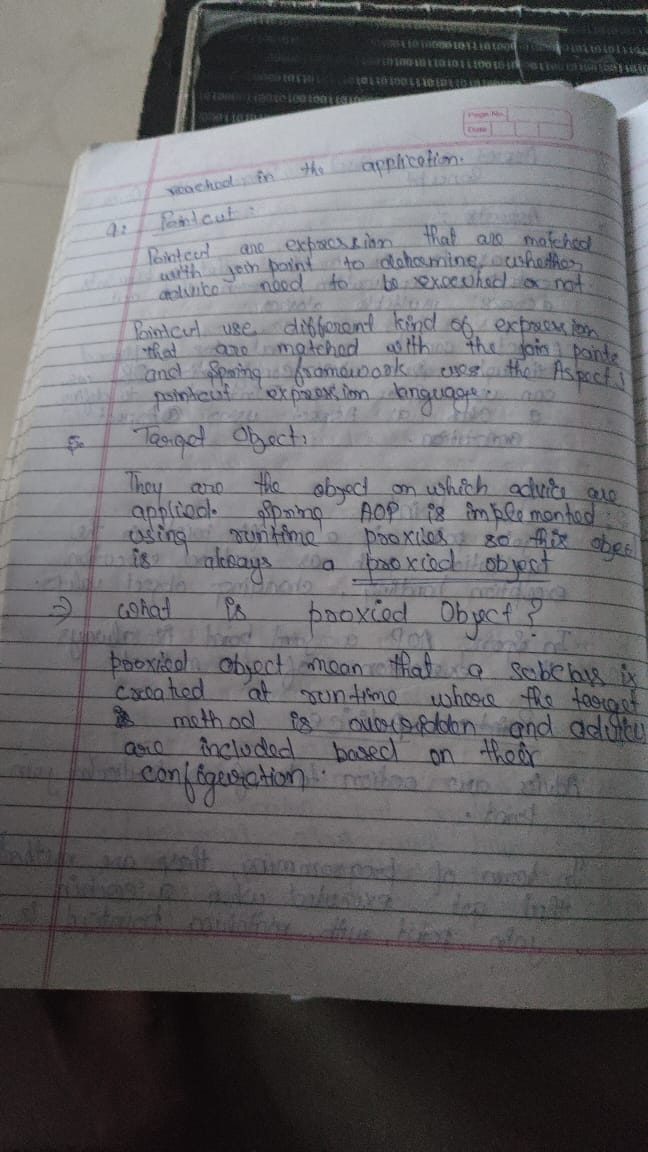 Page No.
Date
reached in the application.
4: Pointcut :
Pointcut are expression that are matched
with join point to determine whether
advice need to be executed or not
Pointcut use different kind of expression
that are matched with the join points
and Spring framework uses the AspectJ
pointcut expression language.
5. Target Object:
They are the object on which advice are
applied. Spring AOP is implemented
using runtime proxies so this object
is always a proxied object
⇒ what is proxied Object?
proxied object mean that a subclass is
created at runtime where the target
method is overridden and advice
are included based on their
configuration.